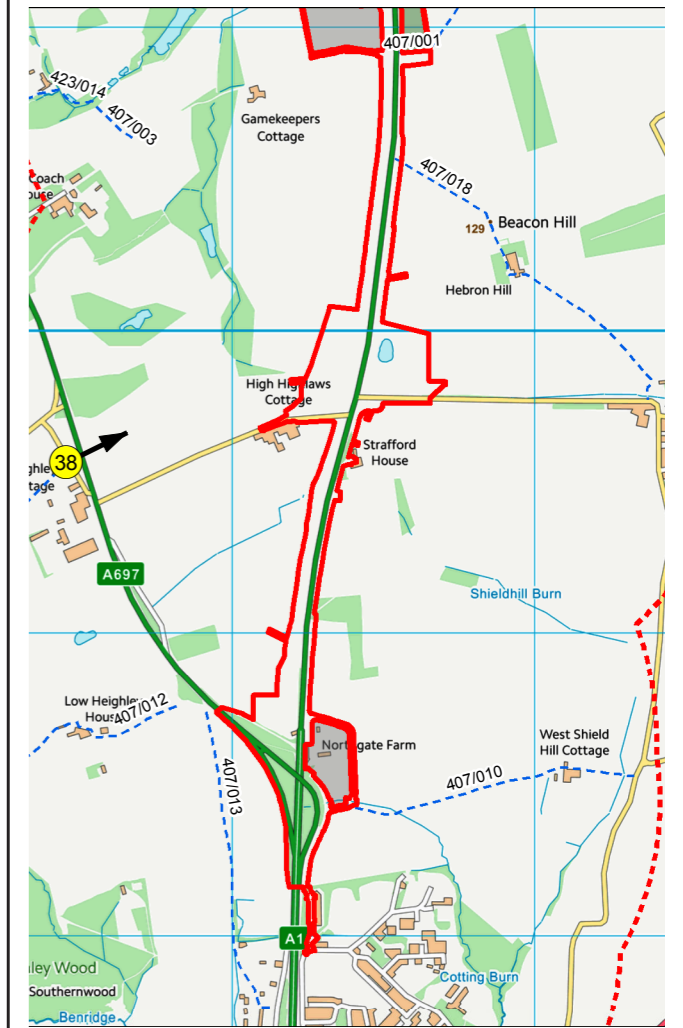 407/001
423/014
407/003
Gamekeepers
Cottage
407/018
Coach
129
Beacon Hill
Hebron Hill
High Highlaws
Cottage
Strafford
House
38
A697
Shieldhill Burn
Low Heighley
House
407/012
407/013
Northgate Farm
West Shield
Hill Cottage
407/010
A1
Cotting Burn
Southernwood
Benridge